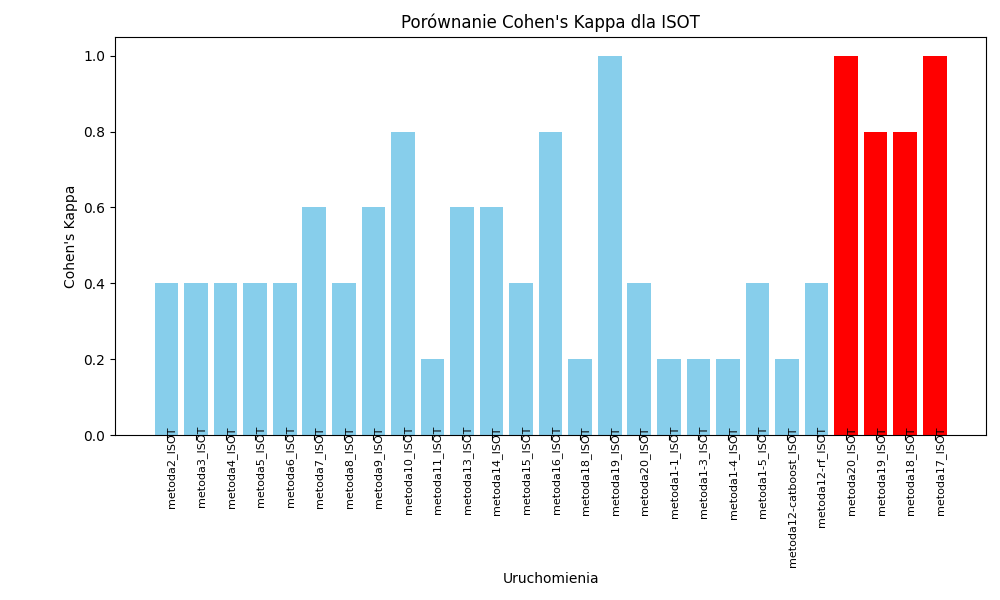 Porównanie Cohen's Kappa dla ISOT
Cohen's Kappa
1.0
0.8
0.6
0.4
0.2
0.0
metoda2_ISOT
metoda3_ISOT
metoda4_ISOT
metoda5_ISOT
metoda6_ISOT
metoda7_ISOT
metoda8_ISOT
metoda9_ISOT
metoda10_ISOT
metoda11_ISOT
metoda13_ISOT
metoda14_ISOT
metoda15_ISOT
metoda16_ISOT
metoda18_ISOT
metoda19_ISOT
metoda20_ISOT
metoda1-1_ISOT
metoda1-3_ISOT
metoda1-4_ISOT
metoda1-5_ISOT
metoda12-catboost_ISOT
metoda12-rf_ISOT
metoda20_ISOT
metoda19_ISOT
metoda18_ISOT
metoda17_ISOT
Uruchomienia